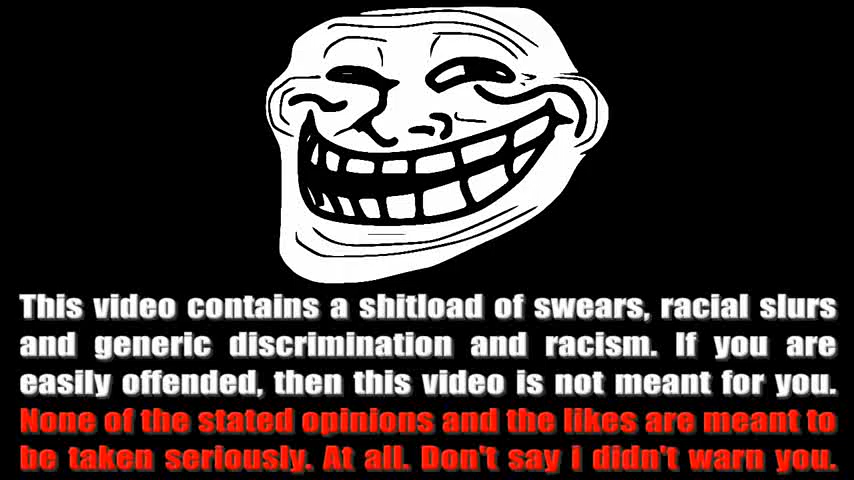 This video contains a shitload of swears, racial slurs
and generic discrimination and racism. If you are
easily offended, then this video is not meant for you.
None of the stated opinions and the likes are meant to
be taken seriously. At all. Don't say i didn't warn you.